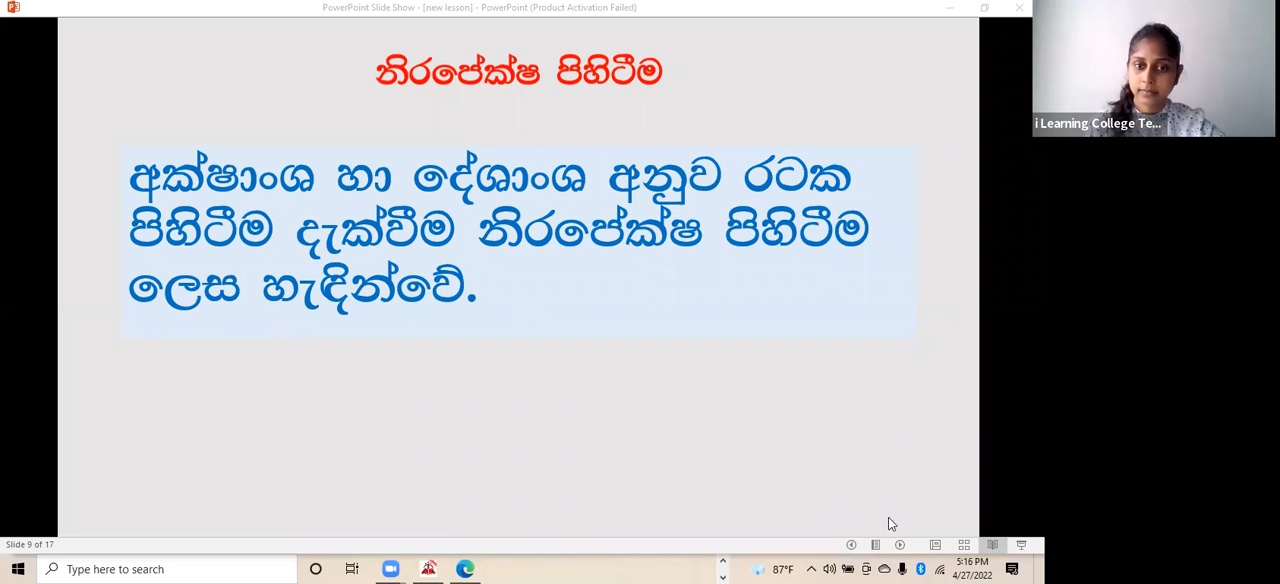 PowerPoint Slide Show - [new lesson] - PowerPoint (Product Activation Failed)
i Learning College Te...
නිරපේක්ෂ පිහිටීම
අක්ෂාංශ හා දේශාංශ අනුව රටක
පිහිටීම දැක්වීම නිරපේක්ෂ පිහිටීම
ලෙස හැඳින්වේ.
Slide 9 of 17
Type here to search
87°F
5:16 PM
4/27/2022